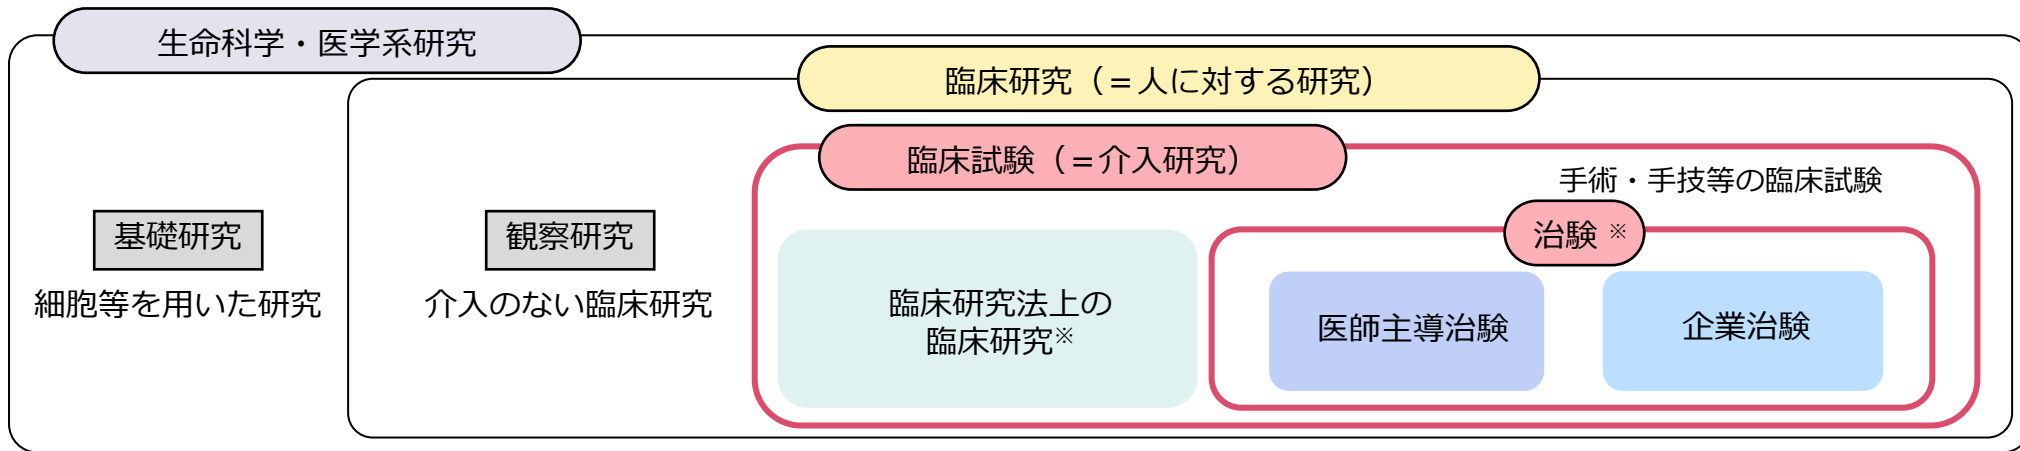 生命科学・医学系研究
臨床研究（＝人に対する研究）
臨床試験（＝介入研究）
手術・手技等の臨床試験
基礎研究
細胞等を用いた研究
観察研究
介入のない臨床研究
臨床研究法上の
臨床研究※
治験 ※
医師主導治験
企業治験